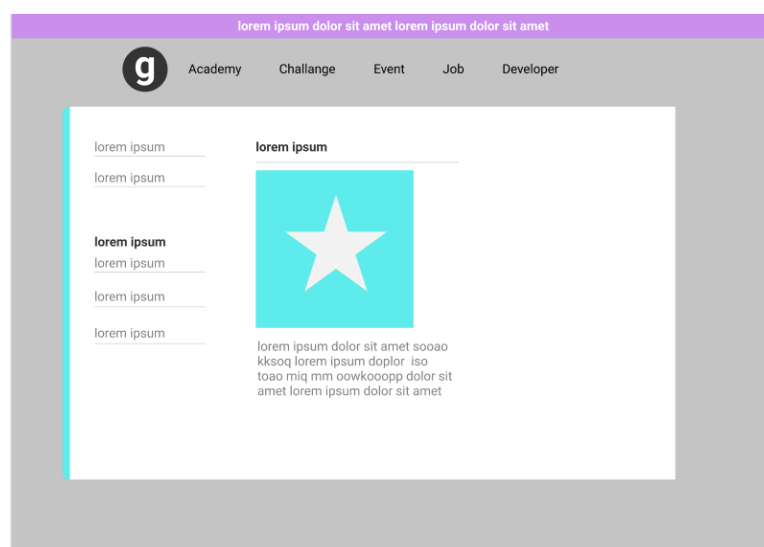 lorem ipsum dolor sit amet lorem ipsum dolor sit amet
g Academy Challange Event Job Developer
lorem ipsum
lorem ipsum
lorem ipsum
lorem ipsum
lorem ipsum
lorem ipsum
lorem ipsum
lorem ipsum dolor sit amet sooao
kksoq lorem ipsum doplor iso
toao miq mm oowkooopp dolor sit
amet lorem ipsum dolor sit amet